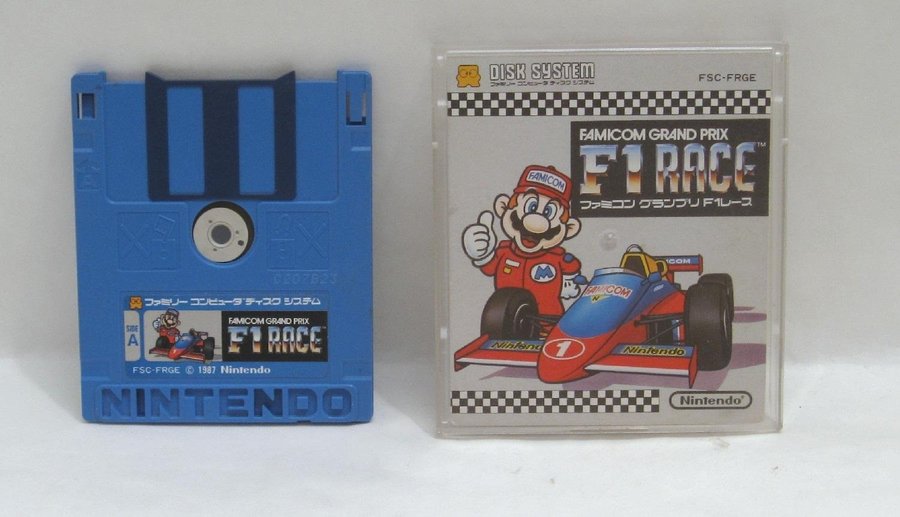 ファミリー コンピュータ ディスク システム
SIDE
A
FAMICOM GRAND PRIX
F1 RACE
FSC-FRGE © 1987 Nintendo
NINTENDO
DISK SYSTEM
ファミリー コンピュータ ディスク システム
FSC-FRGE
FAMICOM GRAND PRIX
F1 RACE™
ファミコン グランプリ F1レース
FAMICOM
M
FAMICOM
FAMICOM
N
Nintendo
1
Nintendo
Nintendo